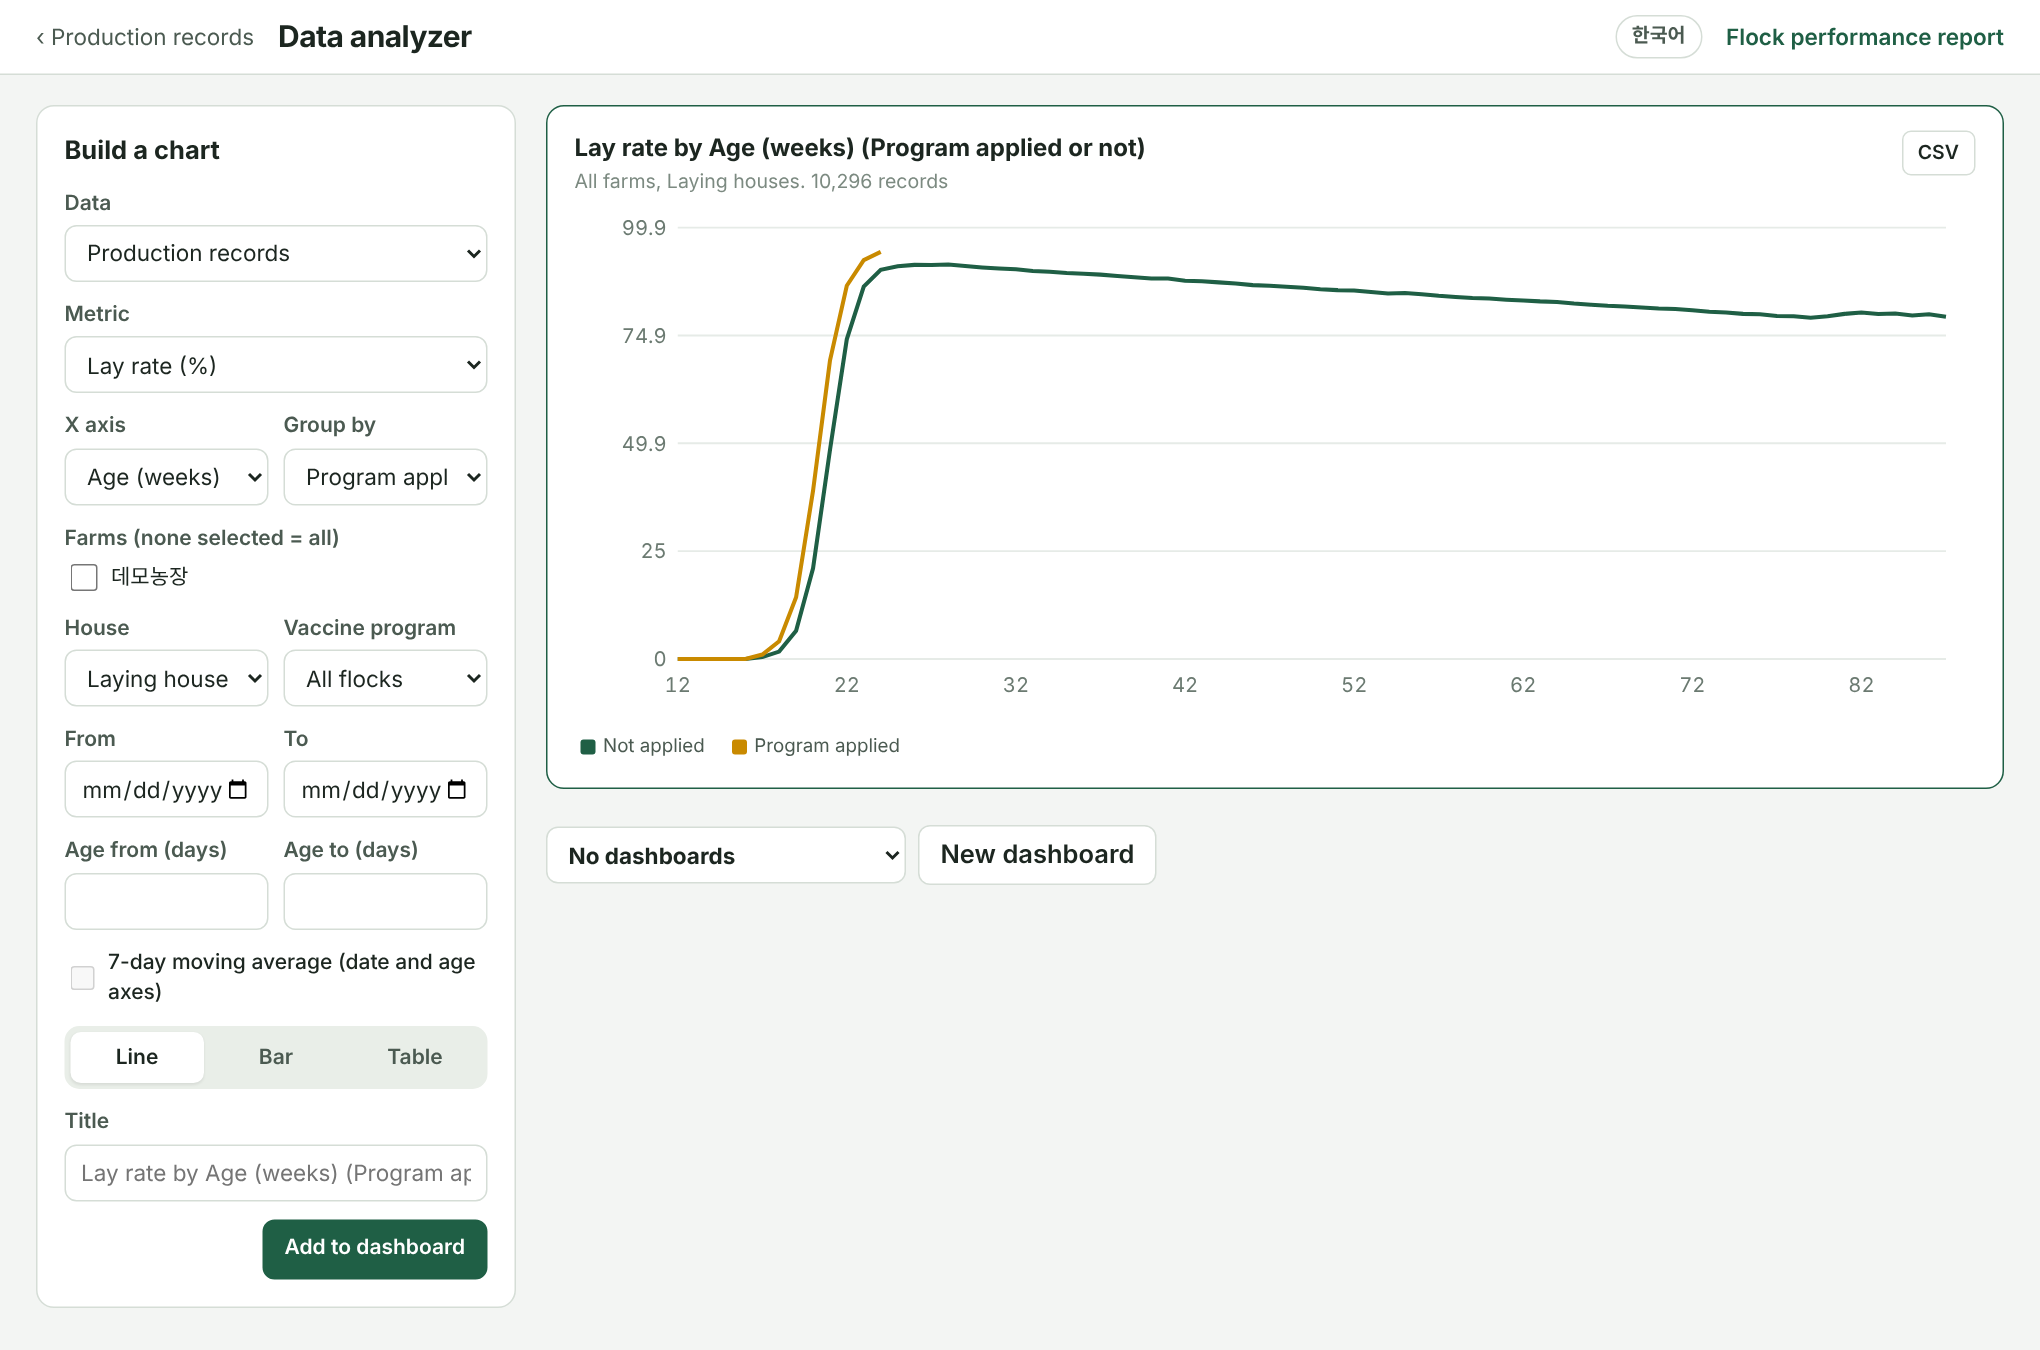 ‹ Production records
Data analyzer
한국어
Flock performance report
Build a chart
Data
Production records
Metric
Lay rate (%)
X axis
Group by
Age (weeks)
Program appl
Farms (none selected = all)
데모농장
House
Vaccine program
Laying house
All flocks
From
To
mm/dd/yyyy
mm/dd/yyyy
Age from (days)
Age to (days)
7-day moving average (date and age
axes)
Line
Bar
Table
Title
Lay rate by Age (weeks) (Program ap
Add to dashboard
Lay rate by Age (weeks) (Program applied or not)
CSV
All farms, Laying houses. 10,296 records
99.9
74.9
49.9
25
0
12 22 32 42 52 62 72 82
Not applied
Program applied
No dashboards
New dashboard